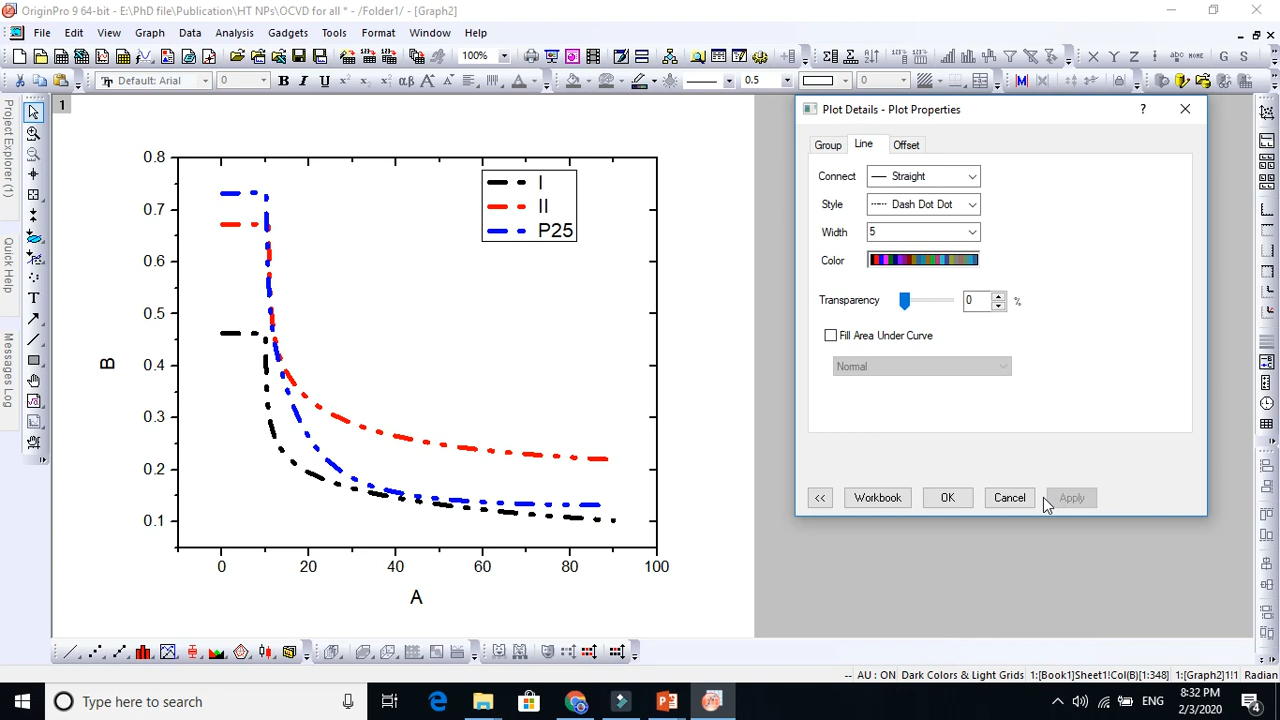 OriginPro 9 64-bit - E:\PhD file\Publication\HT NPs\OCVD for all * - /Folder1/ - [Graph2]
File Edit View Graph Data Analysis Gadgets Tools Format Window Help
100%
Default: Arial 0 B I U αβ A A A 0.5 0
Project Explorer (1)
Quick Help
Messages Log
1
0.8
0.7
0.6
0.5
0.4
0.3
0.2
0.1
B
I
II
P25
0 20 40 60 80 100
A
Plot Details - Plot Properties
Group Line Offset
Connect Straight
Style Dash Dot Dot
Width 5
Color
Transparency 0 %
Fill Area Under Curve
Normal
<< Workbook OK Cancel Apply
-- AU : ON Dark Colors & Light Grids 1:[Book1]Sheet1!Col(B)[1:348] 1:[Graph2]1!1 Radian
Type here to search
ENG
8:32 PM
2/3/2020
4